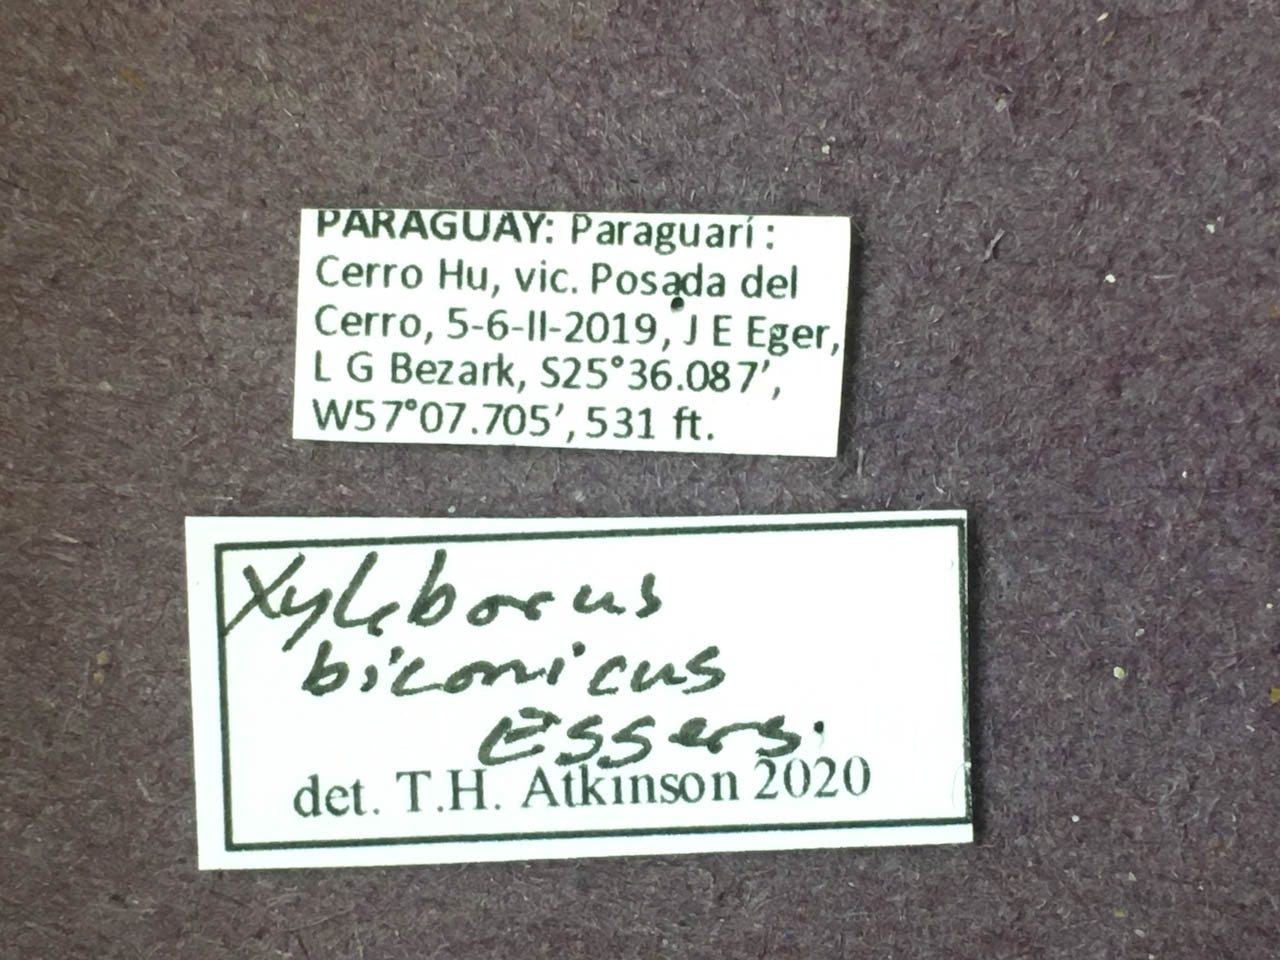 PARAGUAY: Paraguarí :
Cerro Hu, vic. Posada del
Cerro, 5-6-II-2019, J E Eger,
L G Bezark, S25°36.087’,
W57°07.705’, 531 ft.
Xyleborus
biconicus
Essers.
det. T.H. Atkinson 2020